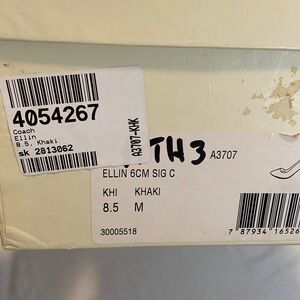 4054267
Coach
Ellin
8.5, Khaki
sk 2813062
A3707-KHK
TH3
A3707
ELLIN 6CM SIG C
KHI KHAKI
8.5 M
30005518
7 87934 16526